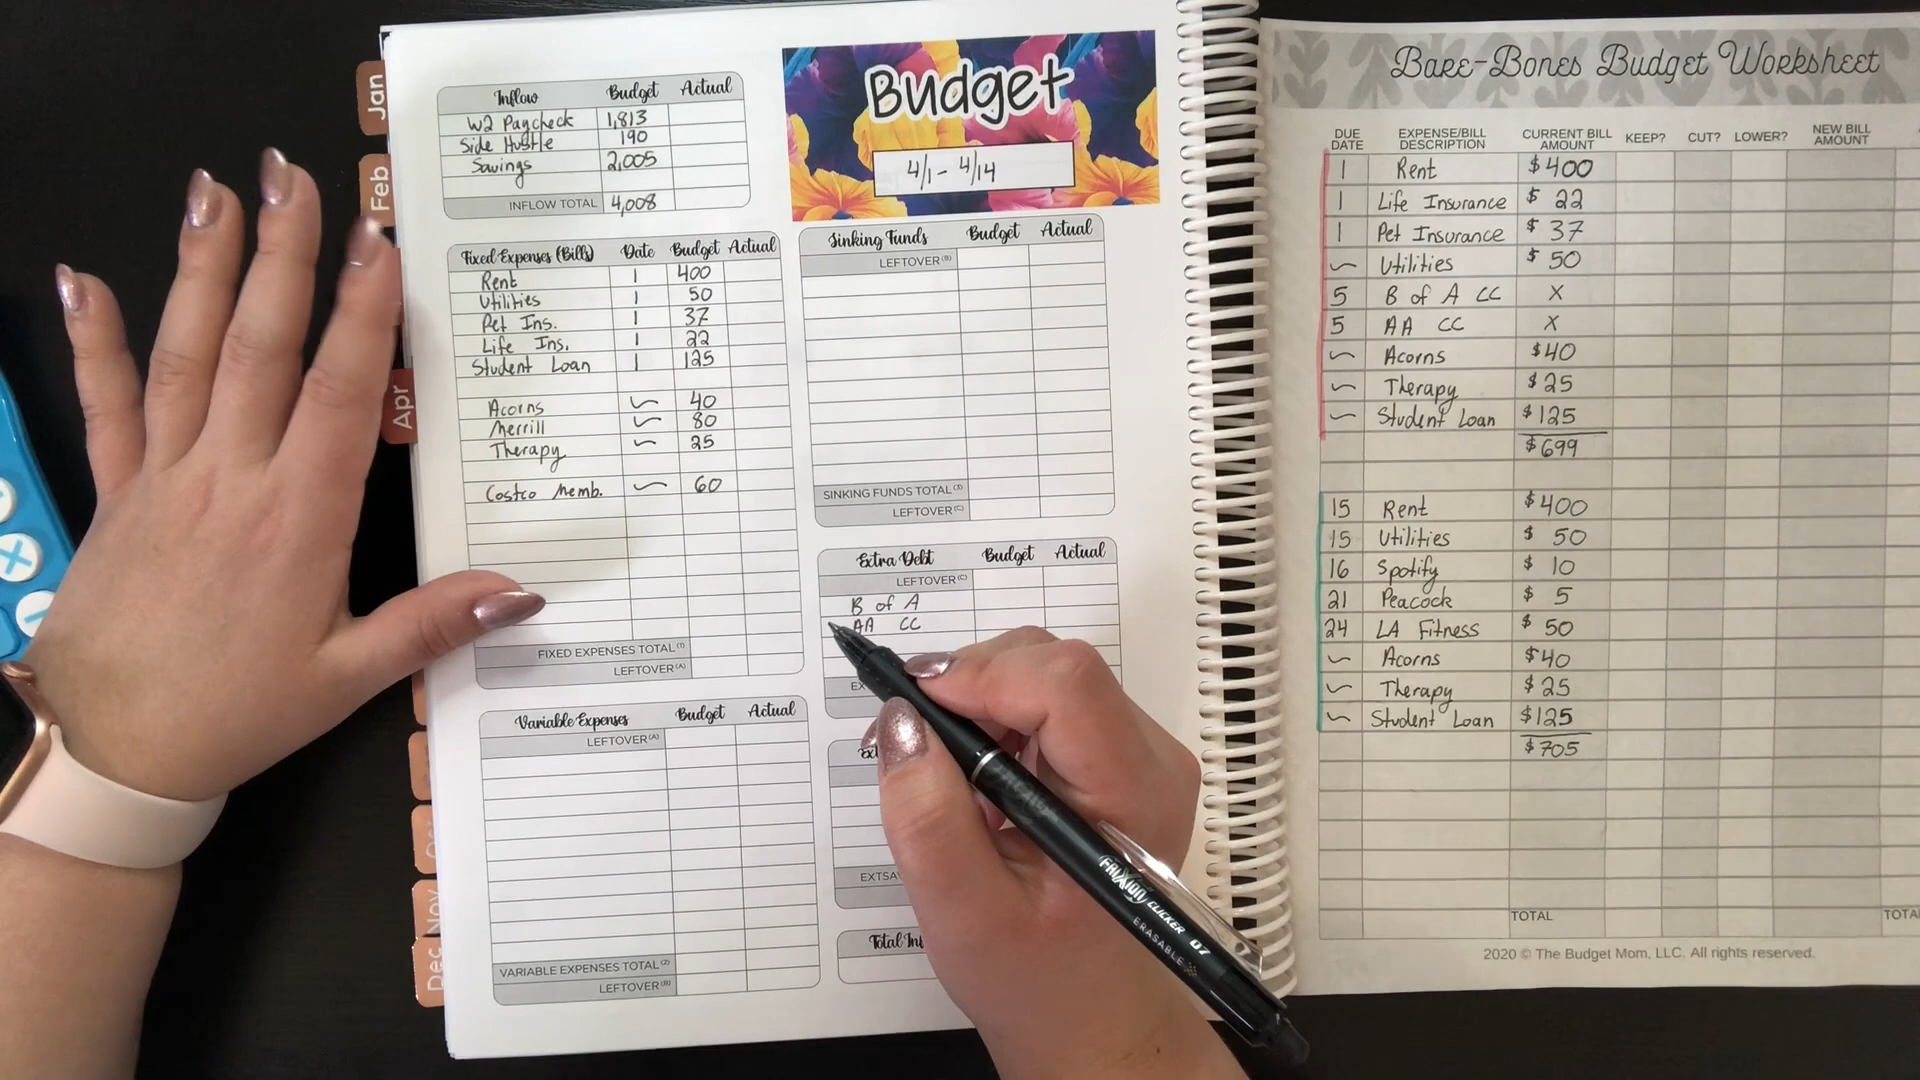 Jan
Feb
Apr
Nov
Dec
Inflow Budget Actual
W2 Paycheck 1,813
Side Hustle 190
Savings 2,005
INFLOW TOTAL 4,008
Budget
4/1 - 4/14
Fixed Expenses (Bills) Date Budget Actual
Rent 1 400
Utilities 1 50
Pet Ins. 1 37
Life Ins. 1 22
Student Loan 1 125
Acorns ~ 40
Merrill ~ 80
Therapy ~ 25
Costco Memb. ~ 60
FIXED EXPENSES TOTAL (1)
LEFTOVER (A)
Variable Expenses Budget Actual
LEFTOVER (A)
VARIABLE EXPENSES TOTAL (2)
LEFTOVER (B)
Sinking Funds Budget Actual
LEFTOVER (B)
SINKING FUNDS TOTAL (3)
LEFTOVER (C)
Extra Debt Budget Actual
LEFTOVER (C)
B of A
AA CC
FRIXION CLICKER 07
ERASABLE
Bare-Bones Budget Worksheet
DUE DATE EXPENSE/BILL DESCRIPTION CURRENT BILL AMOUNT KEEP? CUT? LOWER? NEW BILL AMOUNT
1 Rent $400
1 Life Insurance $ 22
1 Pet Insurance $ 37
~ Utilities $ 50
5 B of A CC X
5 AA CC X
~ Acorns $40
~ Therapy $25
~ Student Loan $125
$699
15 Rent $400
15 Utilities $ 50
16 Spotify $ 10
21 Peacock $ 5
24 LA Fitness $ 50
~ Acorns $40
~ Therapy $25
~ Student Loan $125
$705
TOTAL
2020 © The Budget Mom, LLC. All rights reserved.